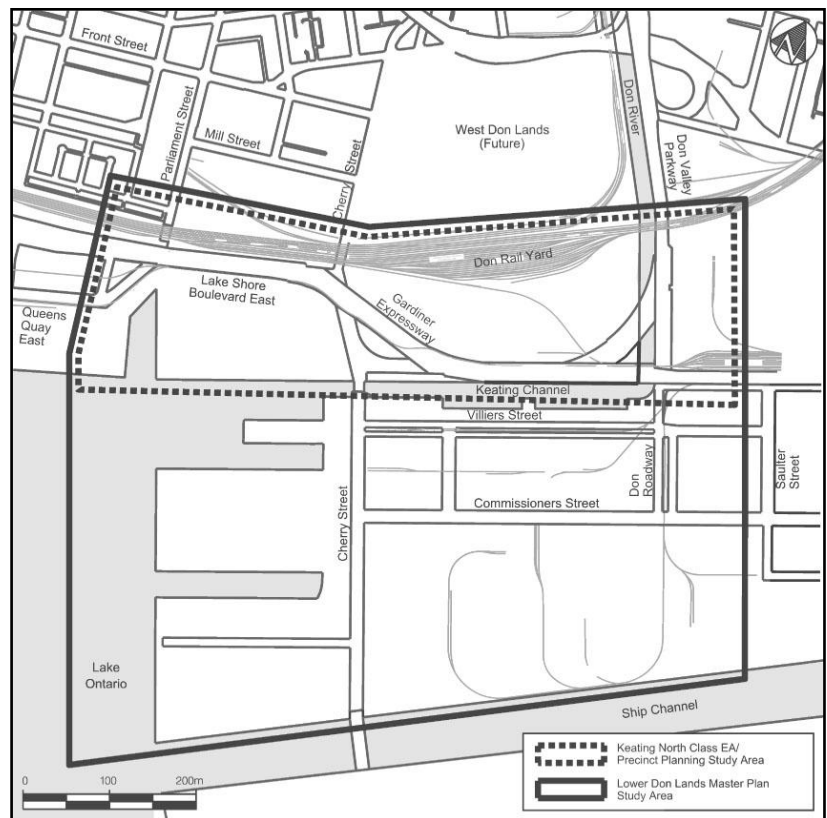 Front Street
Parliament Street
Mill Street
Cherry
Street
West Don Lands
(Future)
Don River
Don Valley
Parkway
Don Rail Yard
Lake Shore
Boulevard East
Gardiner
Expressway
Queens
Quay
East
Keating Channel
Villiers Street
Don
Roadway
Saulter
Street
Commissioners Street
Cherry Street
Lake
Ontario
Ship Channel
Keating North Class EA/
Precinct Planning Study Area
Lower Don Lands Master Plan
Study Area
0 100 200m